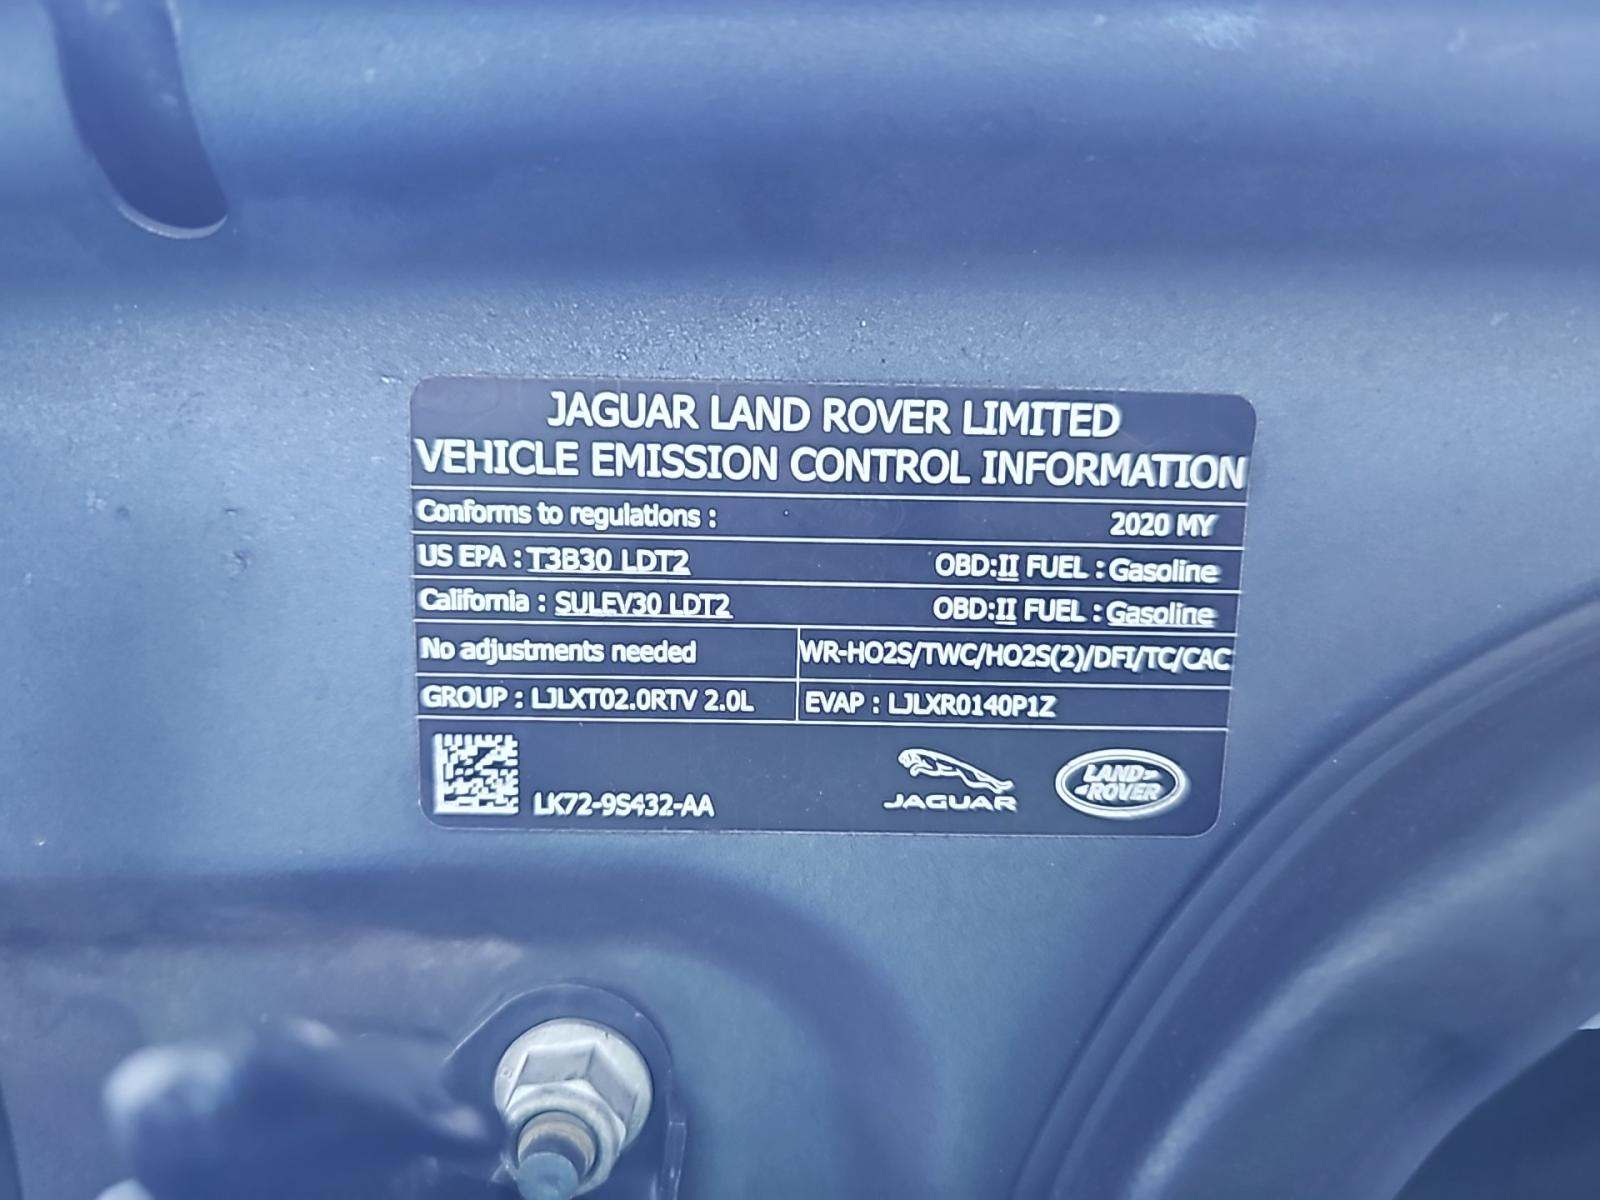 JAGUAR LAND ROVER LIMITED
VEHICLE EMISSION CONTROL INFORMATION
Conforms to regulations : 2020 MY
US EPA : T3B30 LDT2 OBD:II FUEL : Gasoline
California : SULEV30 LDT2 OBD:II FUEL : Gasoline
No adjustments needed WR-HO2S/TWC/HO2S(2)/DFI/TC/CAC
GROUP : LJLXT02.0RTV 2.0L EVAP : LJLXR0140P1Z
LK72-9S432-AA JAGUAR LAND ROVER